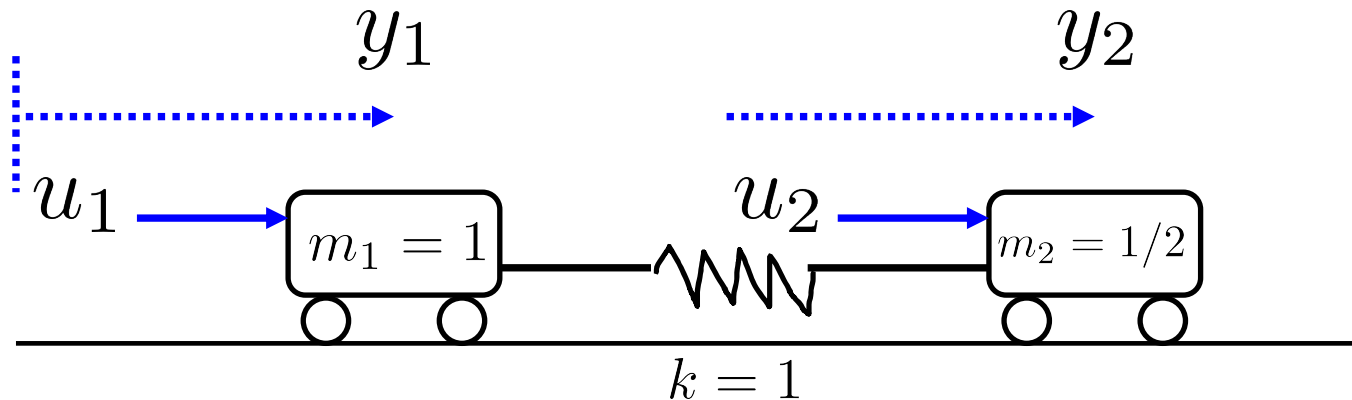 y₁ y₂
u₁ u₂
m₁ = 1 m₂ = 1/2
k = 1